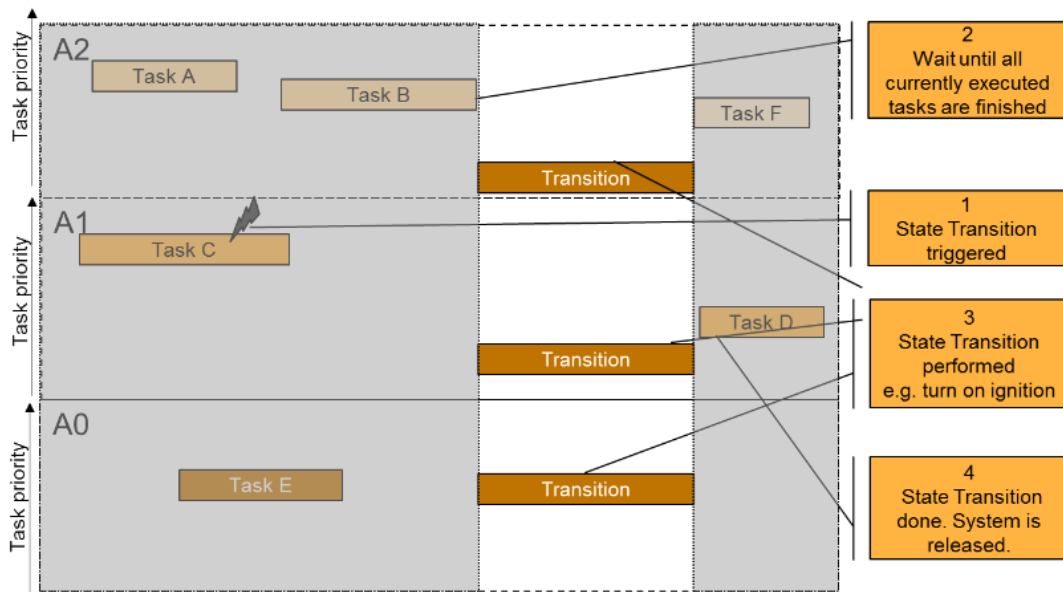 Task priority
A2
Task A
Task B
Task F
Transition
2
Wait until all
currently executed
tasks are finished
Task priority
A1
Task C
Task D
Transition
1
State Transition
triggered
3
State Transition
performed
e.g. turn on ignition
Task priority
A0
Task E
Transition
4
State Transition
done. System is
released.